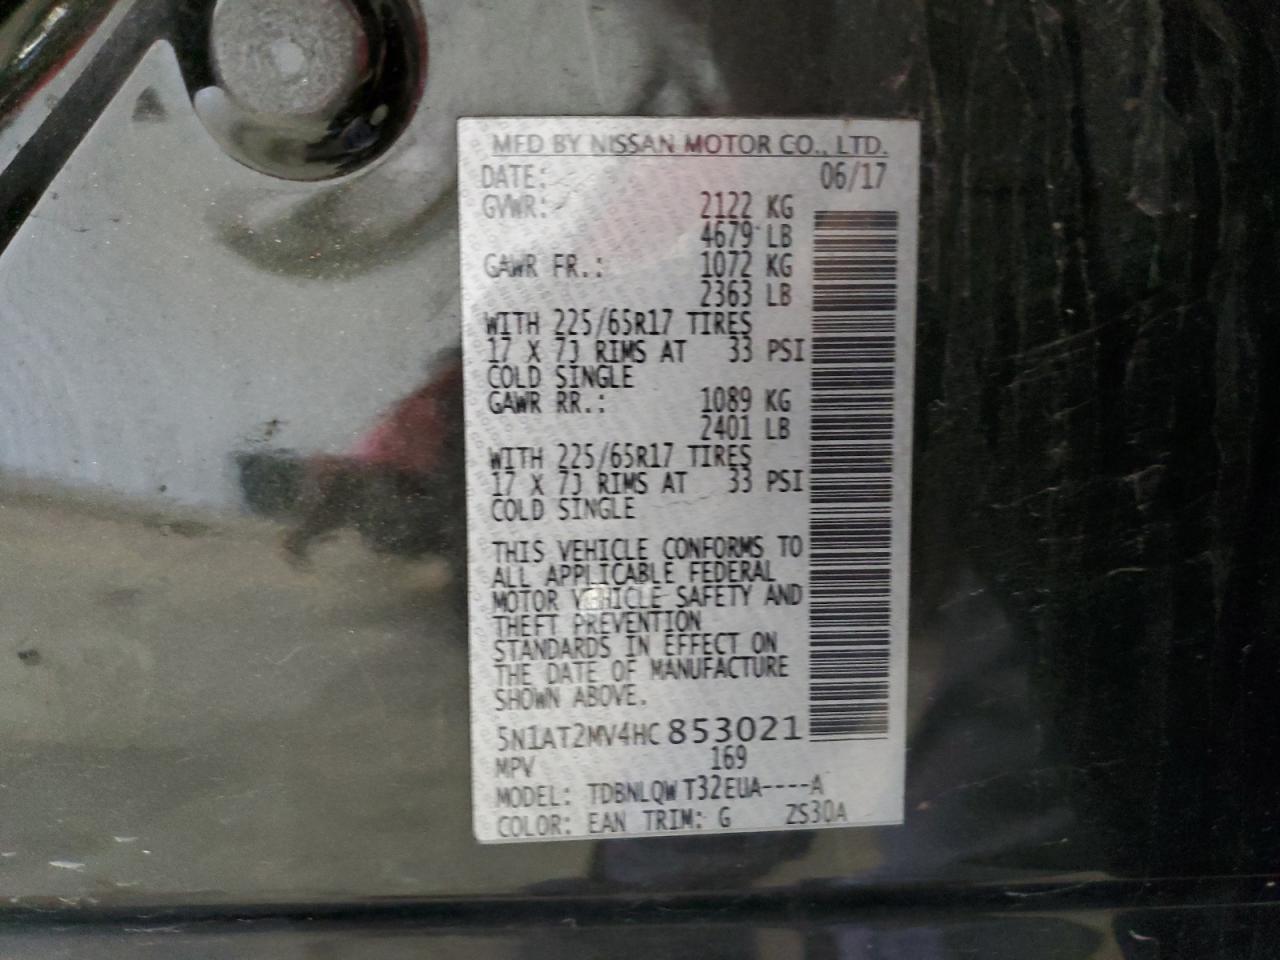 MFD BY NISSAN MOTOR CO., LTD.
DATE: 06/17
GVWR: 2122 KG
4679 LB
GAWR FR.: 1072 KG
2363 LB
WITH 225/65R17 TIRES
17 X 7J RIMS AT 33 PSI
COLD SINGLE
GAWR RR.: 1089 KG
2401 LB
WITH 225/65R17 TIRES
17 X 7J RIMS AT 33 PSI
COLD SINGLE
THIS VEHICLE CONFORMS TO
ALL APPLICABLE FEDERAL
MOTOR VEHICLE SAFETY AND
THEFT PREVENTION
STANDARDS IN EFFECT ON
THE DATE OF MANUFACTURE
SHOWN ABOVE.
5N1AT2MV4HC853021
MPV 169
MODEL: TDBNLQW T32EUA----A
COLOR: EAN TRIM: G ZS30A